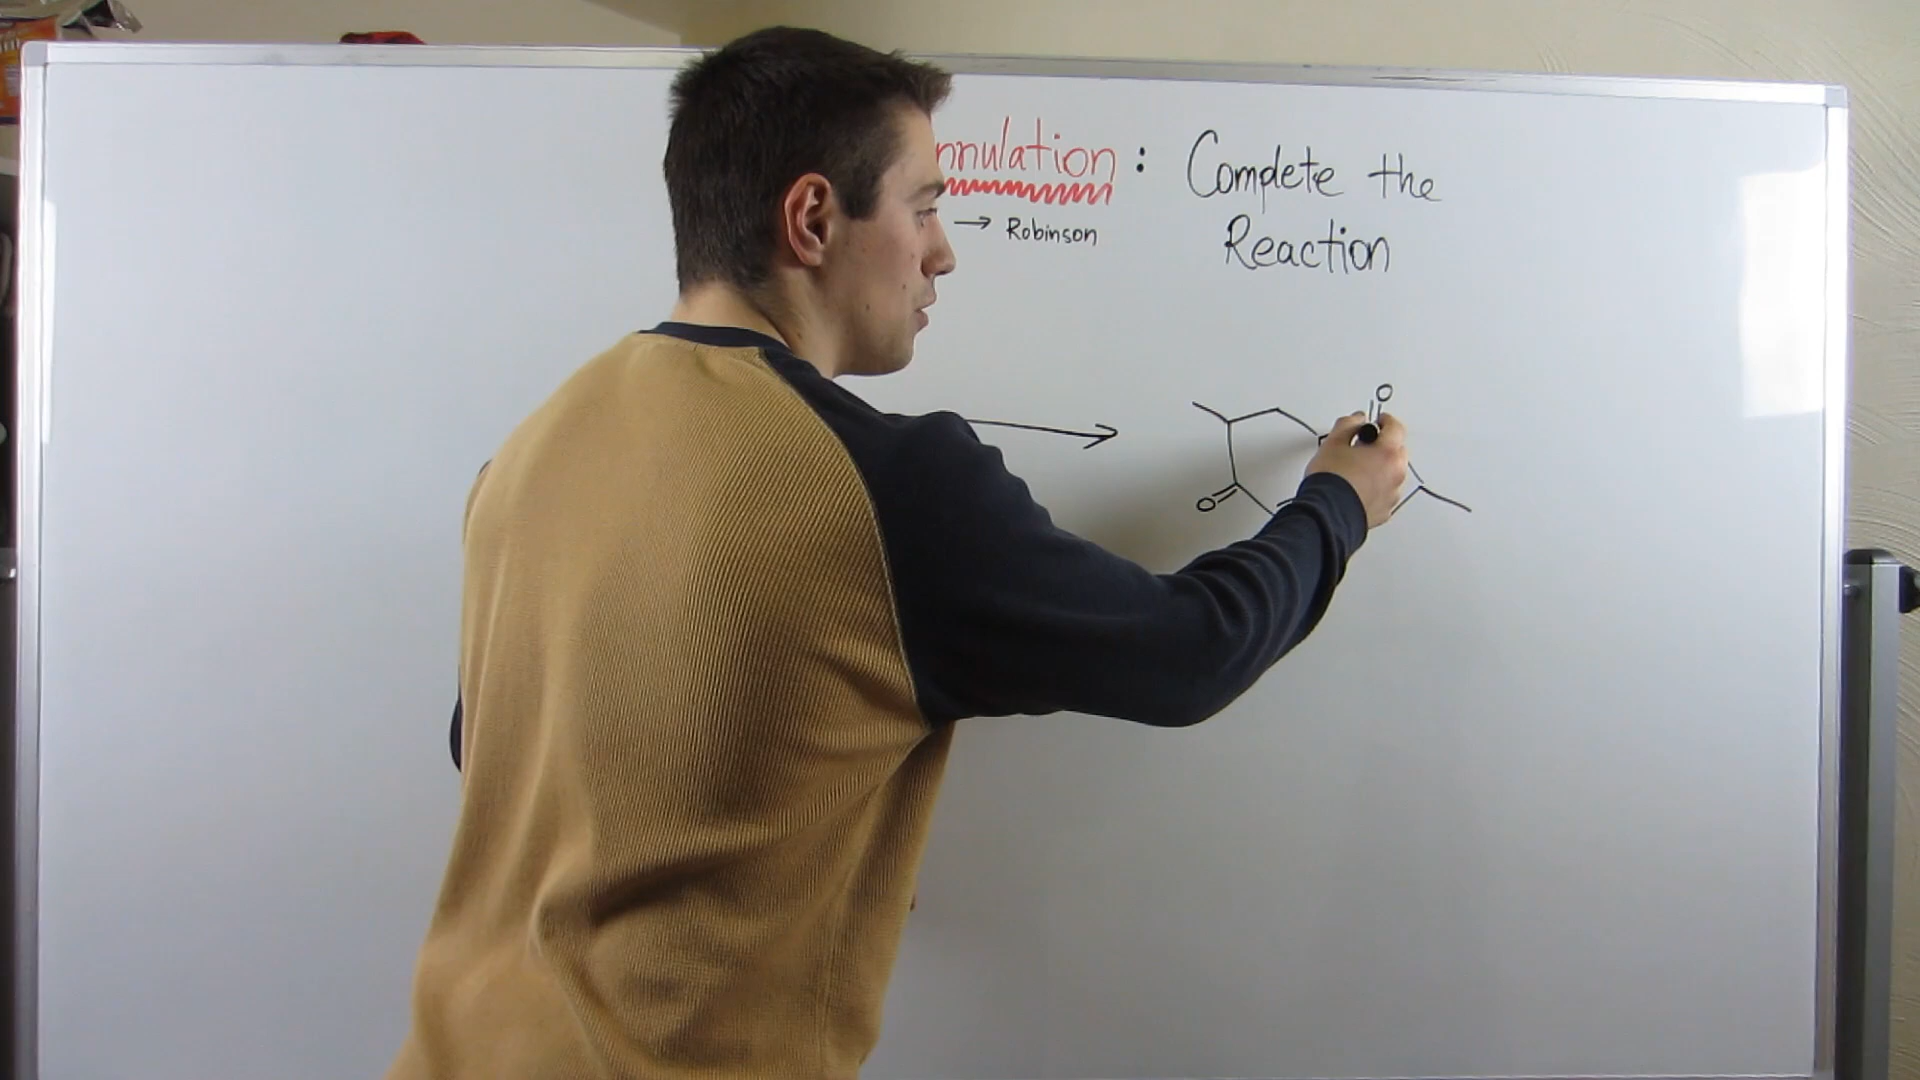 nnulation : Complete the
→ Robinson
Reaction
O
O